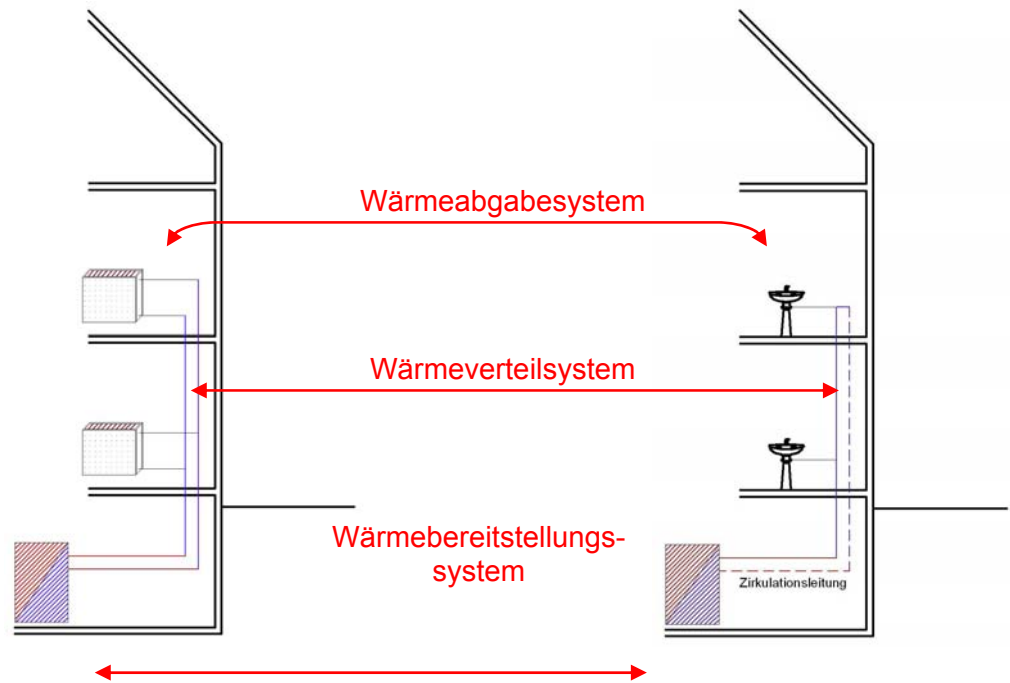 Wärmeabgabesystem
Wärmeverteilsystem
Wärmebereitstellungs-
system
Zirkulationsleitung